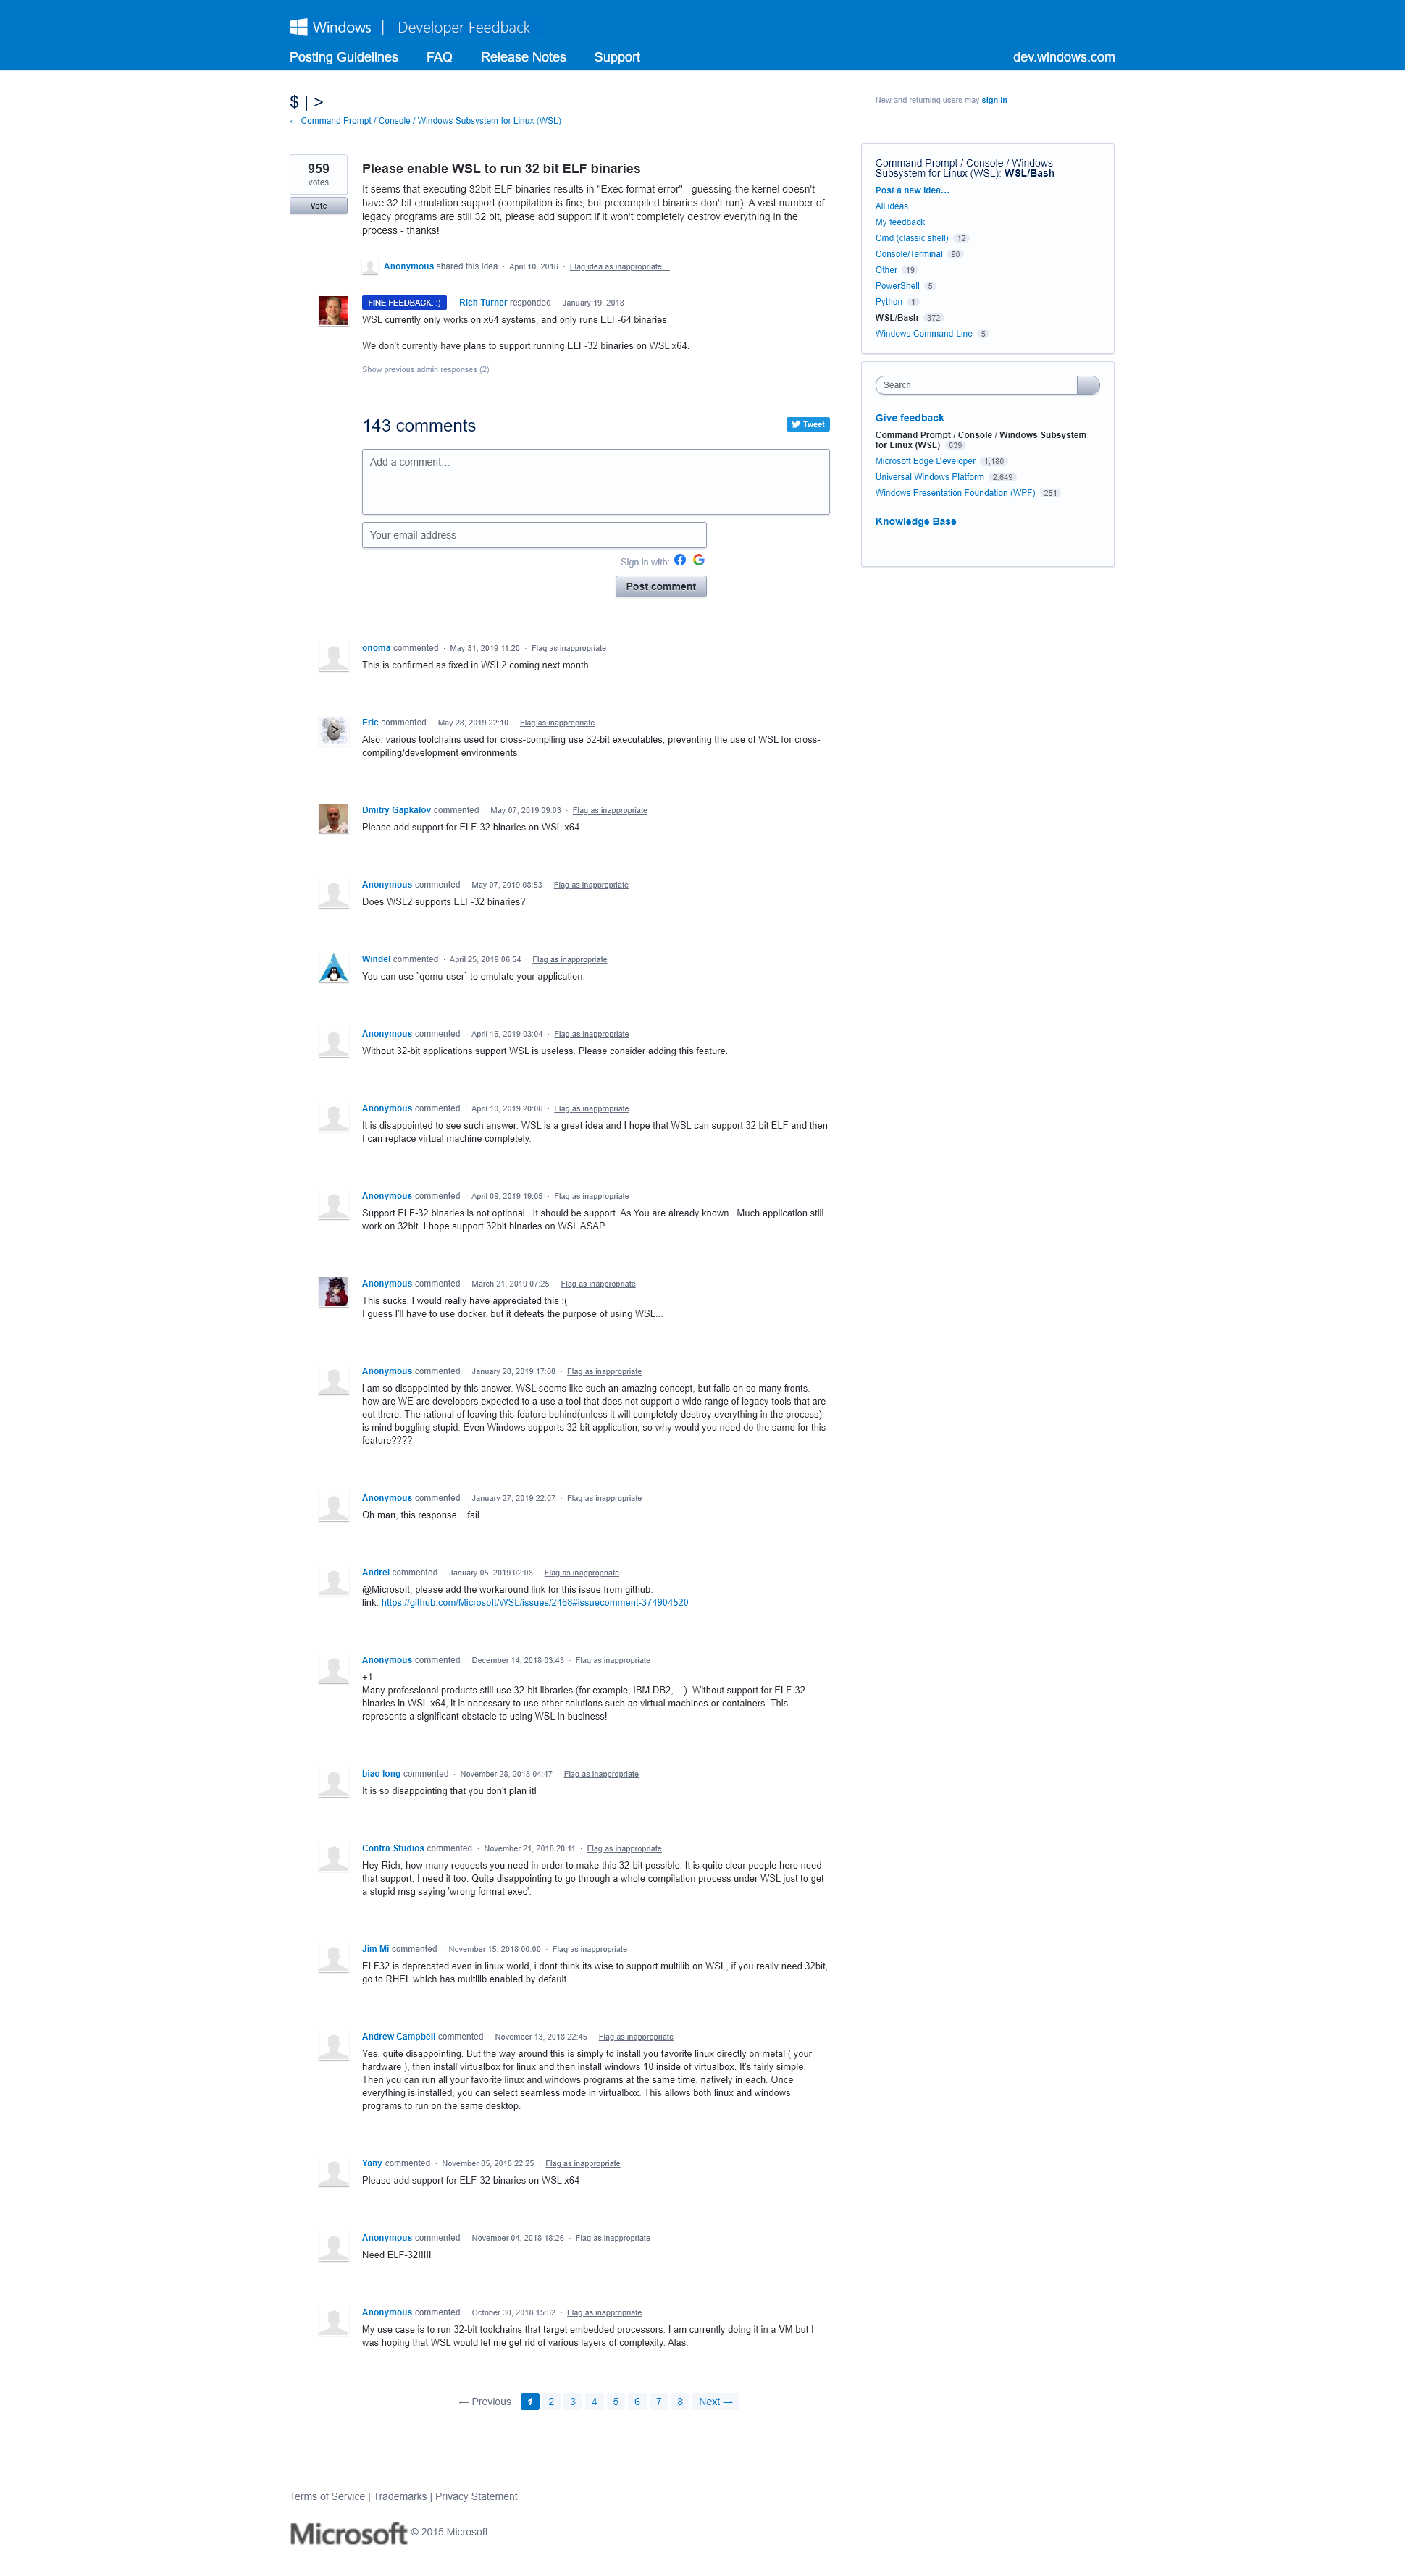 Windows | Developer Feedback
Posting Guidelines FAQ Release Notes Support dev.windows.com
$ | >
← Command Prompt / Console / Windows Subsystem for Linux (WSL)
New and returning users may sign in
959
votes
Vote
Please enable WSL to run 32 bit ELF binaries
It seems that executing 32bit ELF binaries results in "Exec format error" - guessing the kernel doesn't
have 32 bit emulation support (compilation is fine, but precompiled binaries don't run). A vast number of
legacy programs are still 32 bit, please add support if it won't completely destroy everything in the
process - thanks!
Anonymous shared this idea · April 10, 2016 · Flag idea as inappropriate…
FINE FEEDBACK. :) · Rich Turner responded · January 19, 2018
WSL currently only works on x64 systems, and only runs ELF-64 binaries.
We don't currently have plans to support running ELF-32 binaries on WSL x64.
Show previous admin responses (2)
143 comments
Tweet
Add a comment…
Your email address
Sign in with:
Post comment
onoma commented · May 31, 2019 11:20 · Flag as inappropriate
This is confirmed as fixed in WSL2 coming next month.
Eric commented · May 28, 2019 22:10 · Flag as inappropriate
Also, various toolchains used for cross-compiling use 32-bit executables, preventing the use of WSL for cross-
compiling/development environments.
Dmitry Gapkalov commented · May 07, 2019 09:03 · Flag as inappropriate
Please add support for ELF-32 binaries on WSL x64
Anonymous commented · May 07, 2019 08:53 · Flag as inappropriate
Does WSL2 supports ELF-32 binaries?
Windel commented · April 25, 2019 06:54 · Flag as inappropriate
You can use `qemu-user` to emulate your application.
Anonymous commented · April 16, 2019 03:04 · Flag as inappropriate
Without 32-bit applications support WSL is useless. Please consider adding this feature.
Anonymous commented · April 10, 2019 20:06 · Flag as inappropriate
It is disappointed to see such answer. WSL is a great idea and I hope that WSL can support 32 bit ELF and then
I can replace virtual machine completely.
Anonymous commented · April 09, 2019 19:05 · Flag as inappropriate
Support ELF-32 binaries is not optional.. It should be support. As You are already known.. Much application still
work on 32bit. I hope support 32bit binaries on WSL ASAP.
Anonymous commented · March 21, 2019 07:25 · Flag as inappropriate
This sucks, I would really have appreciated this :(
I guess I'll have to use docker, but it defeats the purpose of using WSL...
Anonymous commented · January 28, 2019 17:08 · Flag as inappropriate
i am so disappointed by this answer. WSL seems like such an amazing concept, but fails on so many fronts.
how are WE are developers expected to a use a tool that does not support a wide range of legacy tools that are
out there. The rational of leaving this feature behind(unless it will completely destroy everything in the process)
is mind boggling stupid. Even Windows supports 32 bit application, so why would you need do the same for this
feature????
Anonymous commented · January 27, 2019 22:07 · Flag as inappropriate
Oh man, this response... fail.
Andrei commented · January 05, 2019 02:08 · Flag as inappropriate
@Microsoft, please add the workaround link for this issue from github:
link: https://github.com/Microsoft/WSL/issues/2468#issuecomment-374904520
Anonymous commented · December 14, 2018 03:43 · Flag as inappropriate
+1
Many professional products still use 32-bit libraries (for example, IBM DB2, ...). Without support for ELF-32
binaries in WSL x64, it is necessary to use other solutions such as virtual machines or containers. This
represents a significant obstacle to using WSL in business!
biao long commented · November 28, 2018 04:47 · Flag as inappropriate
It is so disappointing that you don't plan it!
Contra Studios commented · November 21, 2018 20:11 · Flag as inappropriate
Hey Rich, how many requests you need in order to make this 32-bit possible. It is quite clear people here need
that support. I need it too. Quite disappointing to go through a whole compilation process under WSL just to get
a stupid msg saying 'wrong format exec'.
Jim Mi commented · November 15, 2018 00:00 · Flag as inappropriate
ELF32 is deprecated even in linux world, i dont think its wise to support multilib on WSL, if you really need 32bit,
go to RHEL which has multilib enabled by default
Andrew Campbell commented · November 13, 2018 22:45 · Flag as inappropriate
Yes, quite disappointing. But the way around this is simply to install you favorite linux directly on metal ( your
hardware ), then install virtualbox for linux and then install windows 10 inside of virtualbox. It's fairly simple.
Then you can run all your favorite linux and windows programs at the same time, natively in each. Once
everything is installed, you can select seamless mode in virtualbox. This allows both linux and windows
programs to run on the same desktop.
Yany commented · November 05, 2018 22:25 · Flag as inappropriate
Please add support for ELF-32 binaries on WSL x64
Anonymous commented · November 04, 2018 18:26 · Flag as inappropriate
Need ELF-32!!!!!
Anonymous commented · October 30, 2018 15:32 · Flag as inappropriate
My use case is to run 32-bit toolchains that target embedded processors. I am currently doing it in a VM but I
was hoping that WSL would let me get rid of various layers of complexity. Alas.
← Previous 1 2 3 4 5 6 7 8 Next →
Command Prompt / Console / Windows
Subsystem for Linux (WSL): WSL/Bash
Post a new idea…
All ideas
My feedback
Cmd (classic shell) 12
Console/Terminal 90
Other 19
PowerShell 5
Python 1
WSL/Bash 372
Windows Command-Line 5
Search
Give feedback
Command Prompt / Console / Windows Subsystem
for Linux (WSL) 639
Microsoft Edge Developer 1,180
Universal Windows Platform 2,649
Windows Presentation Foundation (WPF) 251
Knowledge Base
Terms of Service | Trademarks | Privacy Statement
Microsoft © 2015 Microsoft